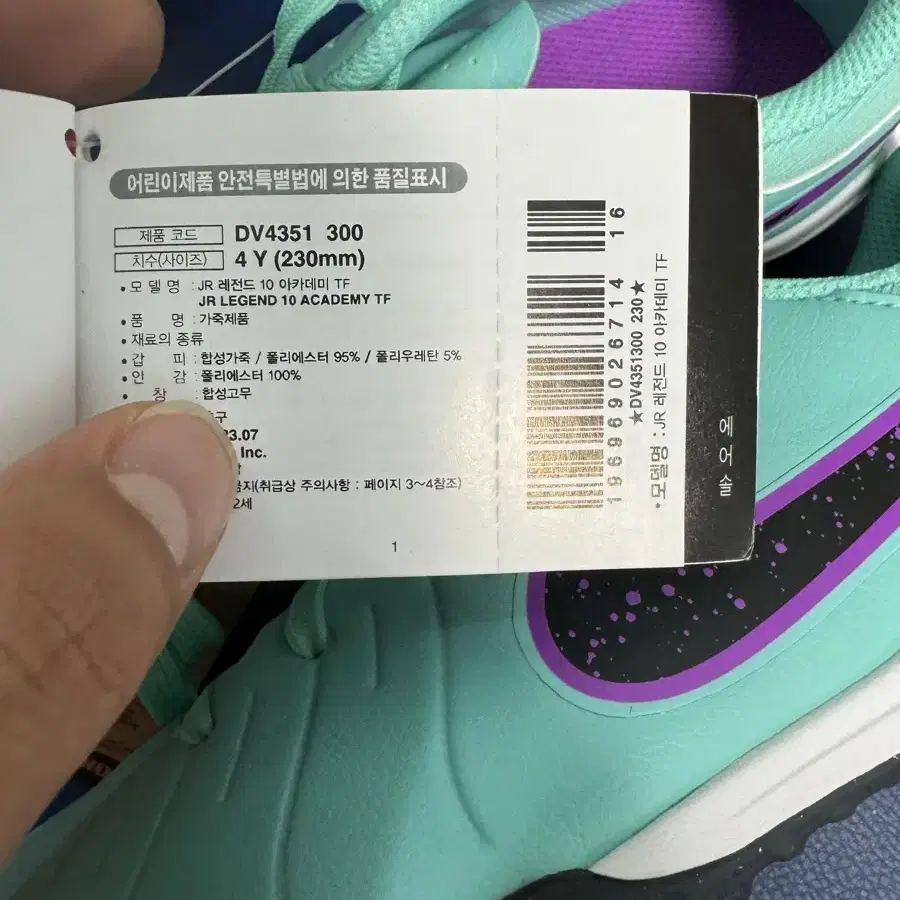 어린이제품 안전특별법에 의한 품질표시
제품 코드 DV4351 300
치수(사이즈) 4 Y (230mm)
• 모 델 명 : JR 레전드 10 아카데미 TF
JR LEGEND 10 ACADEMY TF
• 품 명 : 가죽제품
• 재료의 종류
• 갑 피 : 합성가죽 / 폴리에스터 95% / 폴리우레탄 5%
• 안 감 : 폴리에스터 100%
• 창 : 합성고무
구
23.07
Inc.
(취급상 주의사항 : 페이지 3~4참조)
2세
1
16
196969026714
★DV4351300 230★
• 모델명 : JR 레전드 10 아카데미 TF
에어솔